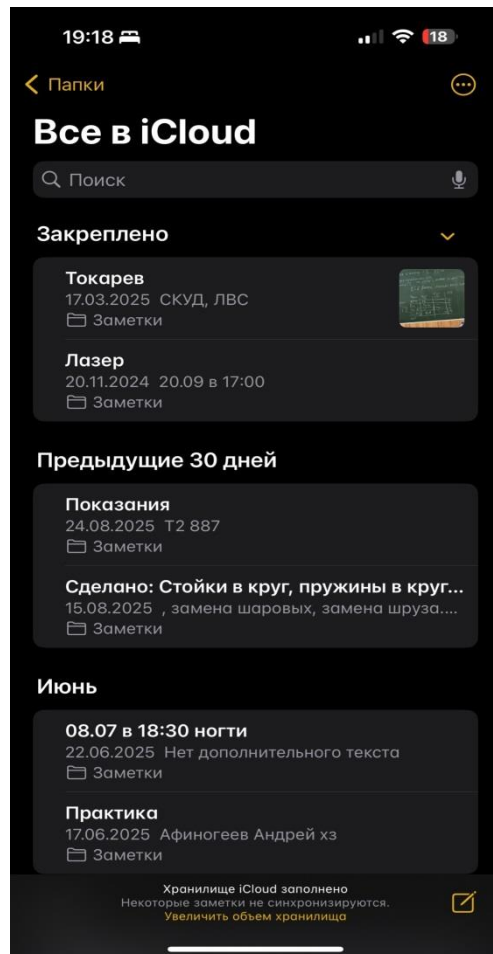 19:18
18
Папки
Все в iCloud
Поиск
Закреплено
Токарев
17.03.2025 СКУД, ЛВС
Заметки
Лазер
20.11.2024 20.09 в 17:00
Заметки
Предыдущие 30 дней
Показания
24.08.2025 Т2 887
Заметки
Сделано: Стойки в круг, пружины в круг...
15.08.2025 , замена шаровых, замена шруза....
Заметки
Июнь
08.07 в 18:30 ногти
22.06.2025 Нет дополнительного текста
Заметки
Практика
17.06.2025 Афиногеев Андрей хз
Заметки
Хранилище iCloud заполнено
Некоторые заметки не синхронизируются.
Увеличить объем хранилища